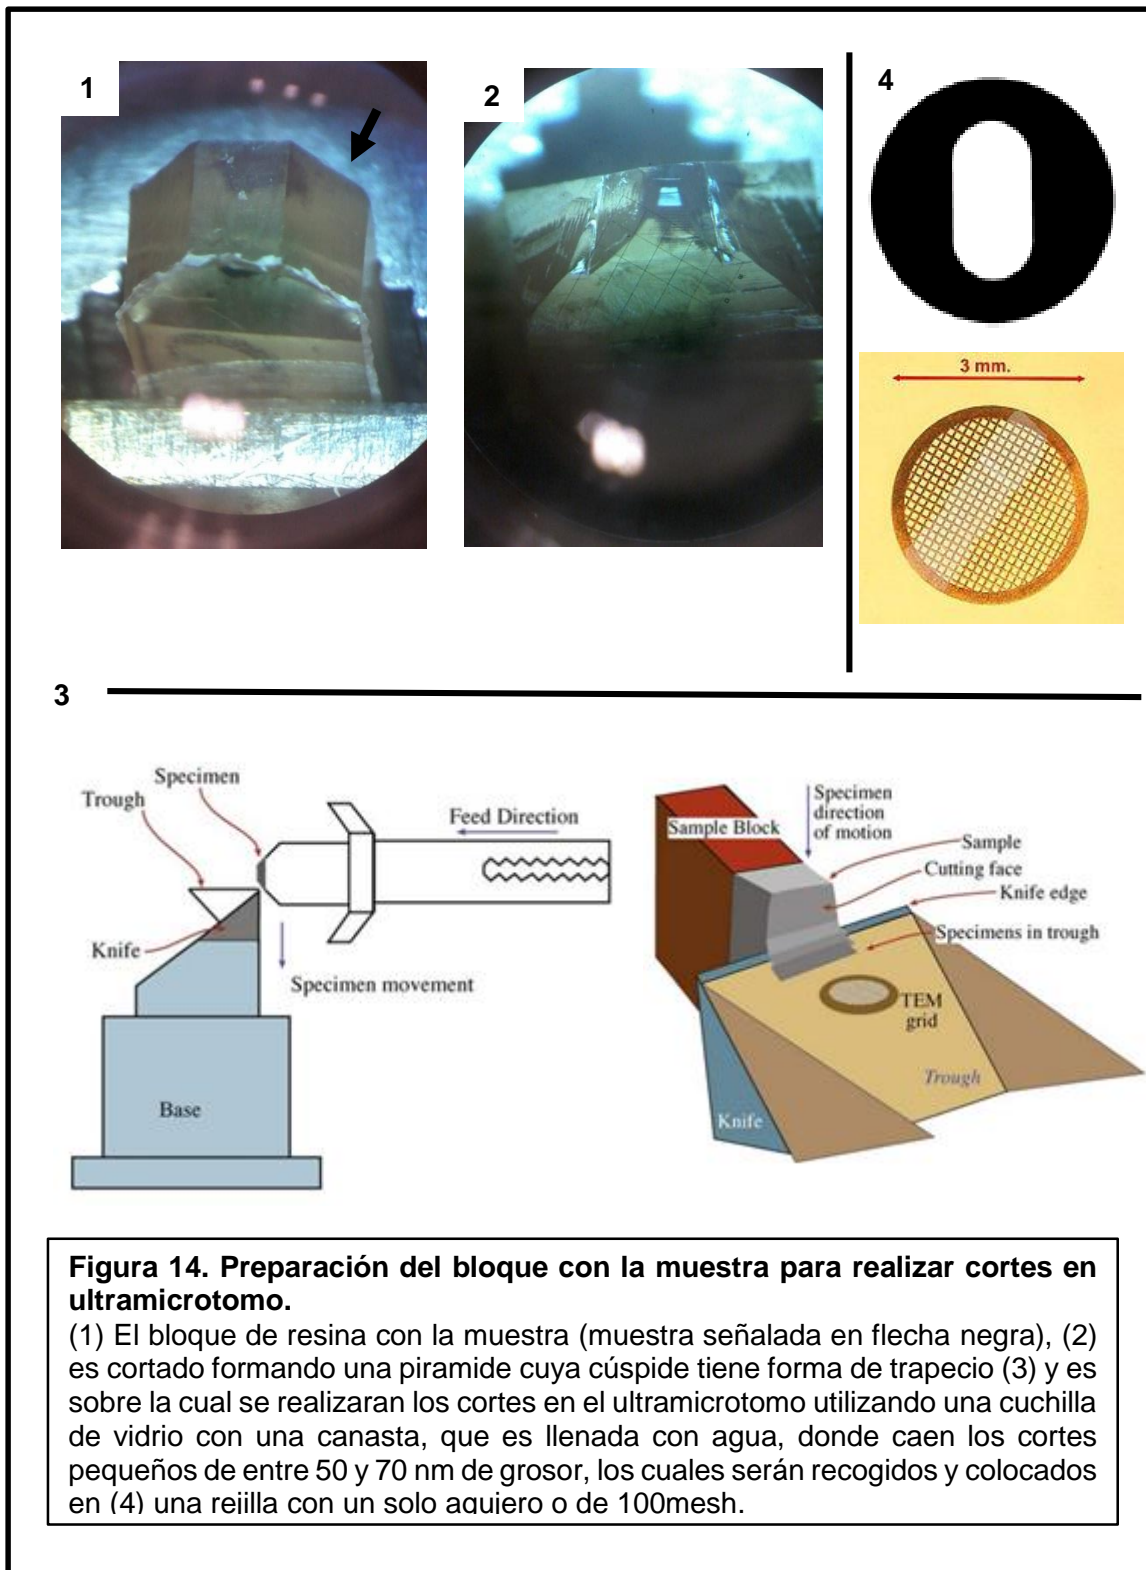 1
2
4
3 mm.
3
Specimen
Trough
Feed Direction
Knife
Specimen movement
Base
Specimen
direction
of motion
Sample Block
Sample
Cutting face
Knife edge
Specimens in trough
TEM
grid
Trough
Knife
Figura 14. Preparación del bloque con la muestra para realizar cortes en
ultramicrotomo.
(1) El bloque de resina con la muestra (muestra señalada en flecha negra), (2)
es cortado formando una piramide cuya cúspide tiene forma de trapecio (3) y es
sobre la cual se realizaran los cortes en el ultramicrotomo utilizando una cuchilla
de vidrio con una canasta, que es llenada con agua, donde caen los cortes
pequeños de entre 50 y 70 nm de grosor, los cuales serán recogidos y colocados
en (4) una rejilla con un solo agujero o de 100mesh.